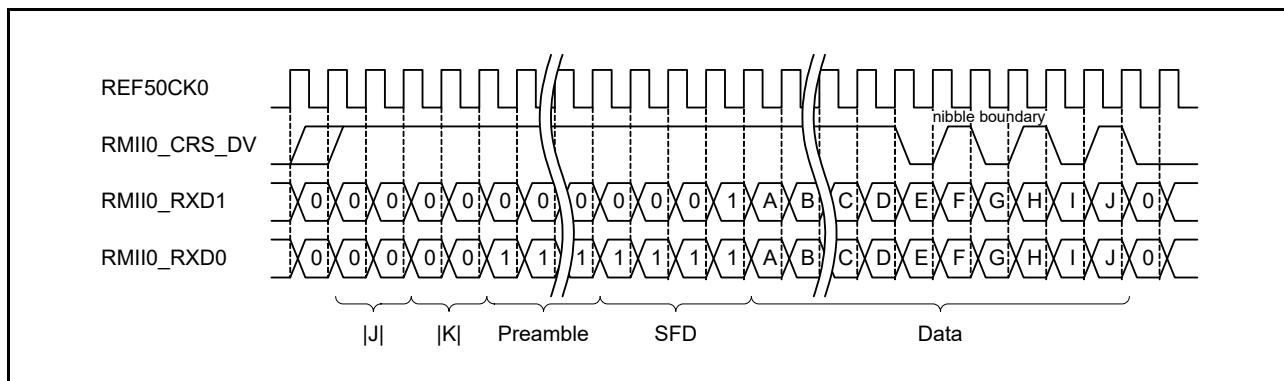 REF50CK0
nibble boundary
RMII0_CRS_DV
RMII0_RXD1 0 0 0 0 0 0 0 0 0 0 0 1 A B C D E F G H I J 0
RMII0_RXD0 0 0 0 0 0 1 1 1 1 1 1 1 A B C D E F G H I J 0
|J| |K| Preamble SFD Data